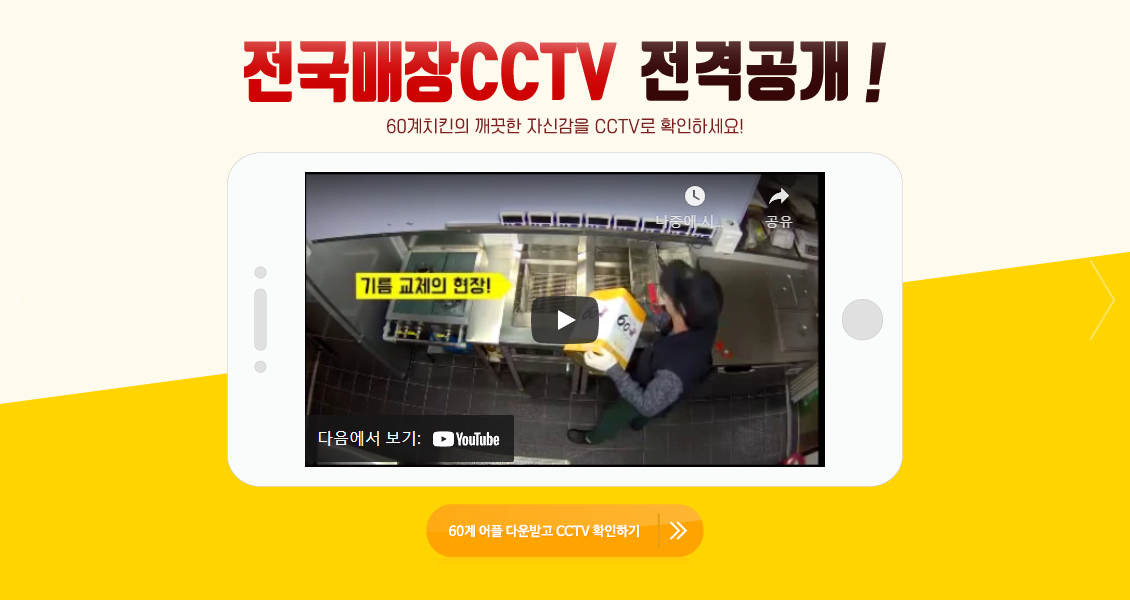 전국매장CCTV 전격공개 !
60계치킨의 깨끗한 자신감을 CCTV로 확인하세요!
나중에 시...
공유
기름 교체의 현장!
60계
다음에서 보기: YouTube
60계 어플 다운받고 CCTV 확인하기